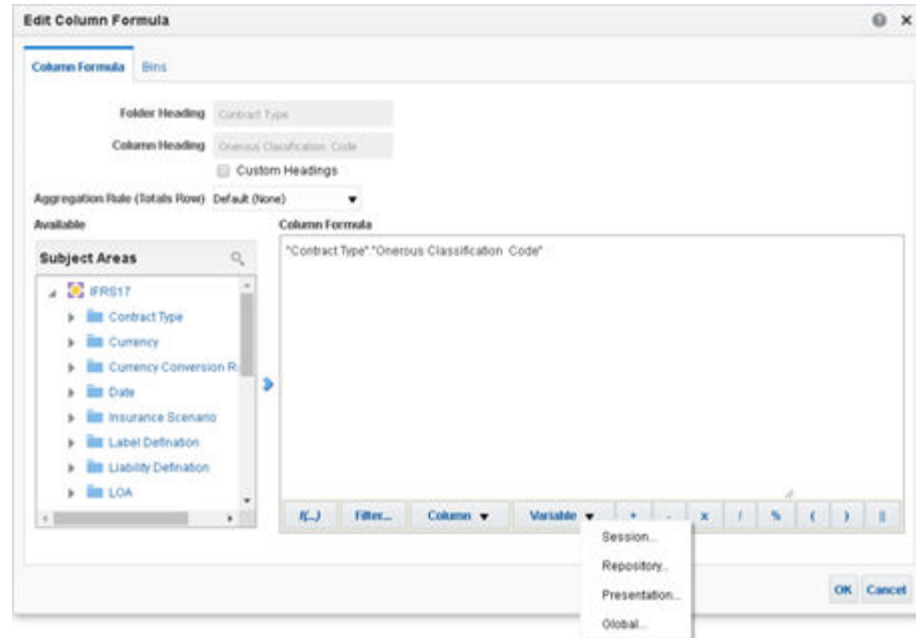 Edit Column Formula
Column Formula Bins
Folder Heading Contract Type
Column Heading Onerous Classification Code
Custom Headings
Aggregation Rule (Totals Row) Default (None)
Available Column Formula
Subject Areas
"Contract Type"."Onerous Classification Code"
IFRS17
Contract Type
Currency
Currency Conversion R
Date
Insurance Scenario
Label Defination
Liability Defination
LOA
f(...) Filter... Column Variable + - x / % ( ) ||
Session...
Repository...
Presentation...
Global...
OK Cancel